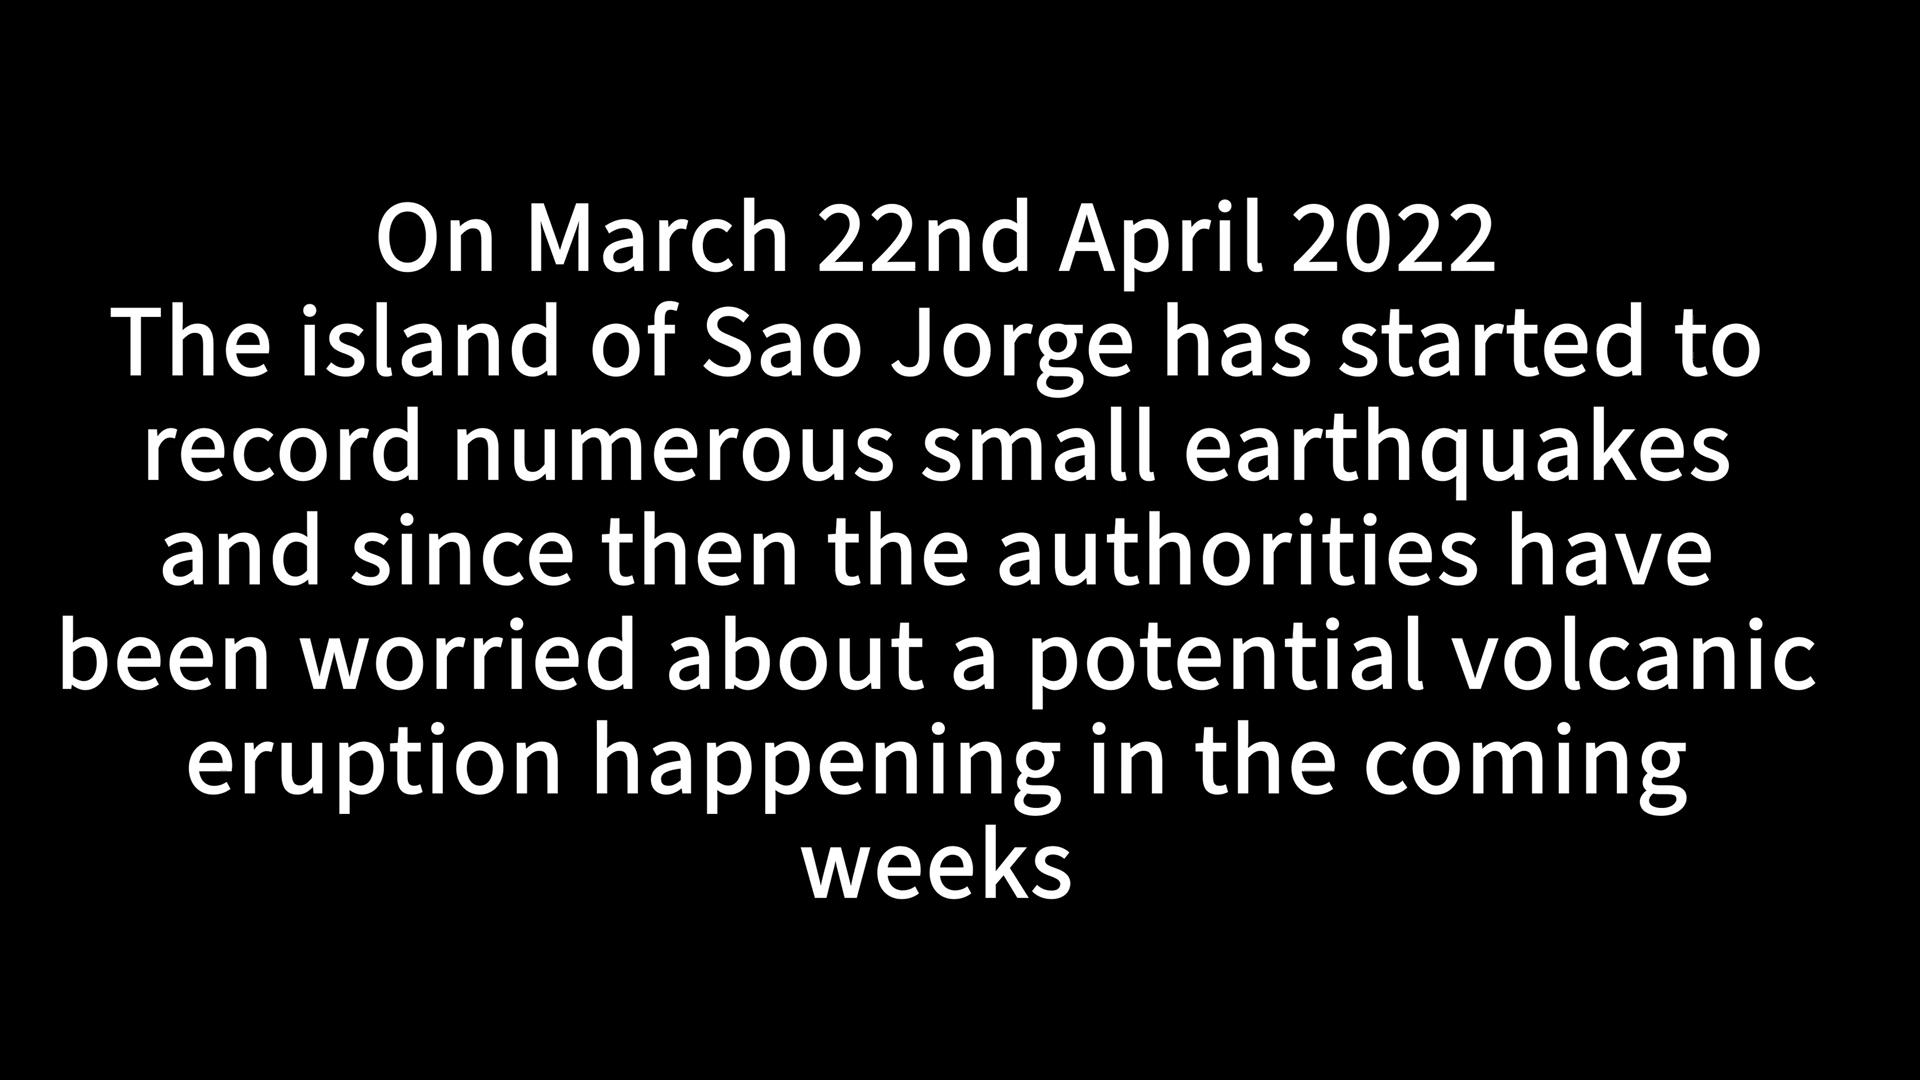 On March 22nd April 2022
The island of Sao Jorge has started to
record numerous small earthquakes
and since then the authorities have
been worried about a potential volcanic
eruption happening in the coming
weeks